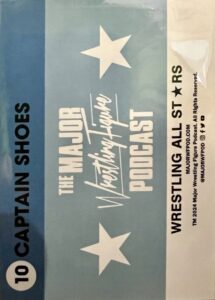 10 CAPTAIN SHOES
THE MAJOR
Wrestling Figure
PODCAST
WRESTLING ALL ST★RS
MAJORWFPOD.COM
TM 2024 Major Wrestling Figure Podcast. All Rights Reserved.
@MAJORWFPOD